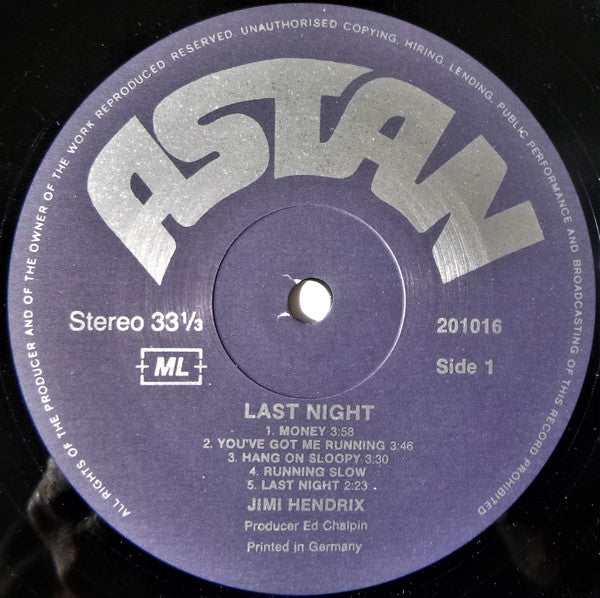 ALL RIGHTS OF THE PRODUCER AND OF THE OWNER OF THE WORK REPRODUCED RESERVED. UNAUTHORISED COPYING, HIRING, LENDING, PUBLIC PERFORMANCE AND BROADCASTING OF THIS RECORD PROHIBITED
ASTAN
Stereo 33⅓
201016
ML
Side 1
LAST NIGHT
1. MONEY 3:58
2. YOU'VE GOT ME RUNNING 3:46
3. HANG ON SLOOPY 3:30
4. RUNNING SLOW
5. LAST NIGHT 2:23
JIMI HENDRIX
Producer Ed Chalpin
Printed in Germany